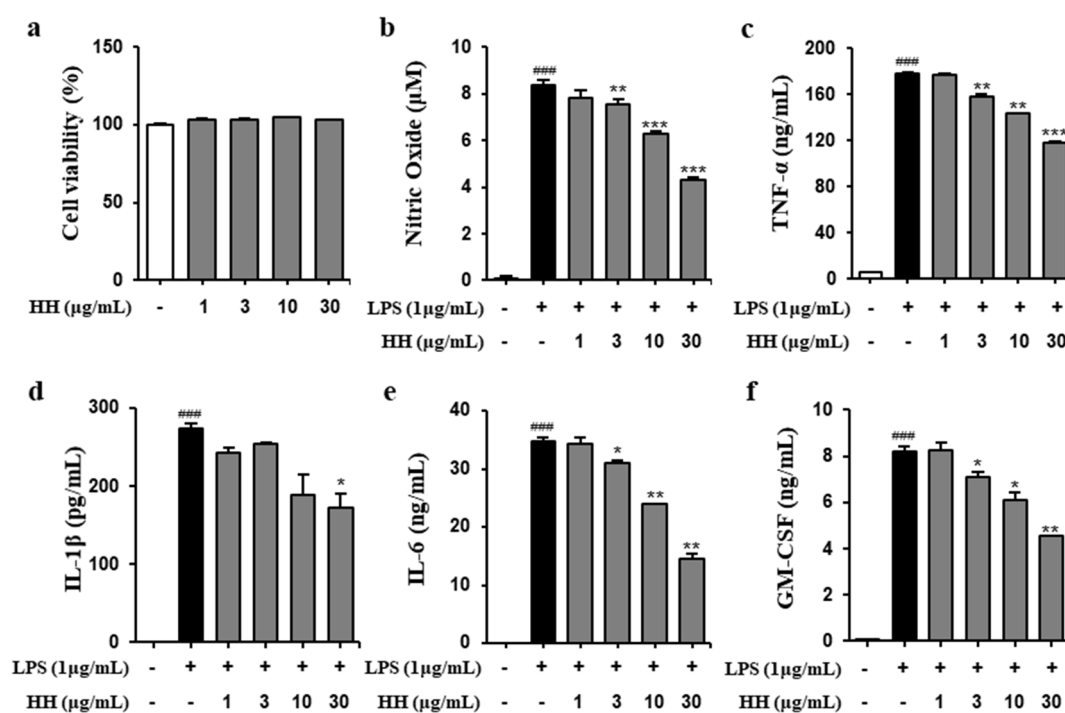 a
Cell viability (%)
150
100
50
0
HH (μg/mL) - 1 3 10 30
b
Nitric Oxide (μM)
10
8
6
4
2
0
###
**
***
***
LPS (1μg/mL) - + + + + +
HH (μg/mL) - - 1 3 10 30
c
TNF-α (ng/mL)
180
160
120
60
0
###
**
**
***
LPS (1μg/mL) - + + + + +
HH (μg/mL) - - 1 3 10 30
d
IL-1β (pg/mL)
300
200
100
0
###
*
LPS (1μg/mL) - + + + + +
HH (μg/mL) - - 1 3 10 30
e
IL-6 (ng/mL)
40
30
20
10
0
###
*
**
**
LPS (1μg/mL) - + + + + +
HH (μg/mL) - - 1 3 10 30
f
GM-CSF (ng/mL)
10
8
6
4
2
0
###
*
*
**
LPS (1μg/mL) - + + + + +
HH (μg/mL) - - 1 3 10 30